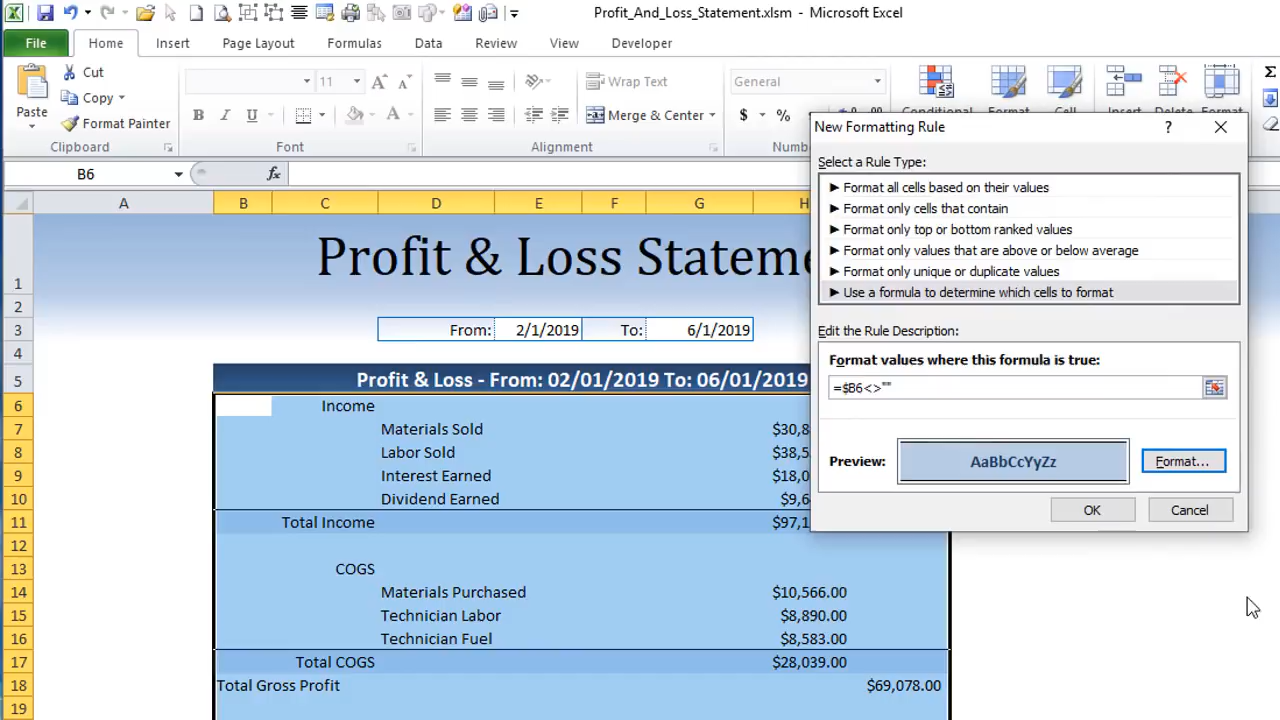 Profit_And_Loss_Statement.xlsm - Microsoft Excel
File Home Insert Page Layout Formulas Data Review View Developer
Cut
Copy
Format Painter
Paste
Clipboard
11
B I U
Font
Wrap Text
Merge & Center
Alignment
General
$ %
B6
fx
A B C D E F G H
1 Profit & Loss
2
3 From: 2/1/2019 To: 6/1/2019
4
5 Profit & Loss - From: 02/01/2019 To: 06/01/2019
6 Income
7 Materials Sold
8 Labor Sold
9 Interest Earned
10 Dividend Earned
11 Total Income
12
13 COGS
14 Materials Purchased $10,566.00
15 Technician Labor $8,890.00
16 Technician Fuel $8,583.00
17 Total COGS $28,039.00
18 Total Gross Profit $69,078.00
19
New Formatting Rule
Select a Rule Type:
► Format all cells based on their values
► Format only cells that contain
► Format only top or bottom ranked values
► Format only values that are above or below average
► Format only unique or duplicate values
► Use a formula to determine which cells to format
Edit the Rule Description:
Format values where this formula is true:
=$B6<>""
Preview: AaBbCcYyZz Format...
OK Cancel